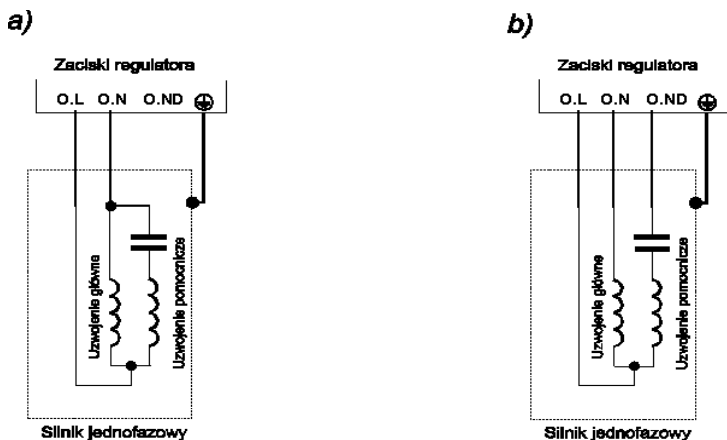 a)
Zaciski regulatora
O.L O.N O.ND
Uzwojenie główne
Uzwojenie pomocnicze
Silnik jednofazowy
b)
Zaciski regulatora
O.L O.N O.ND
Uzwojenie główne
Uzwojenie pomocnicze
Silnik jednofazowy